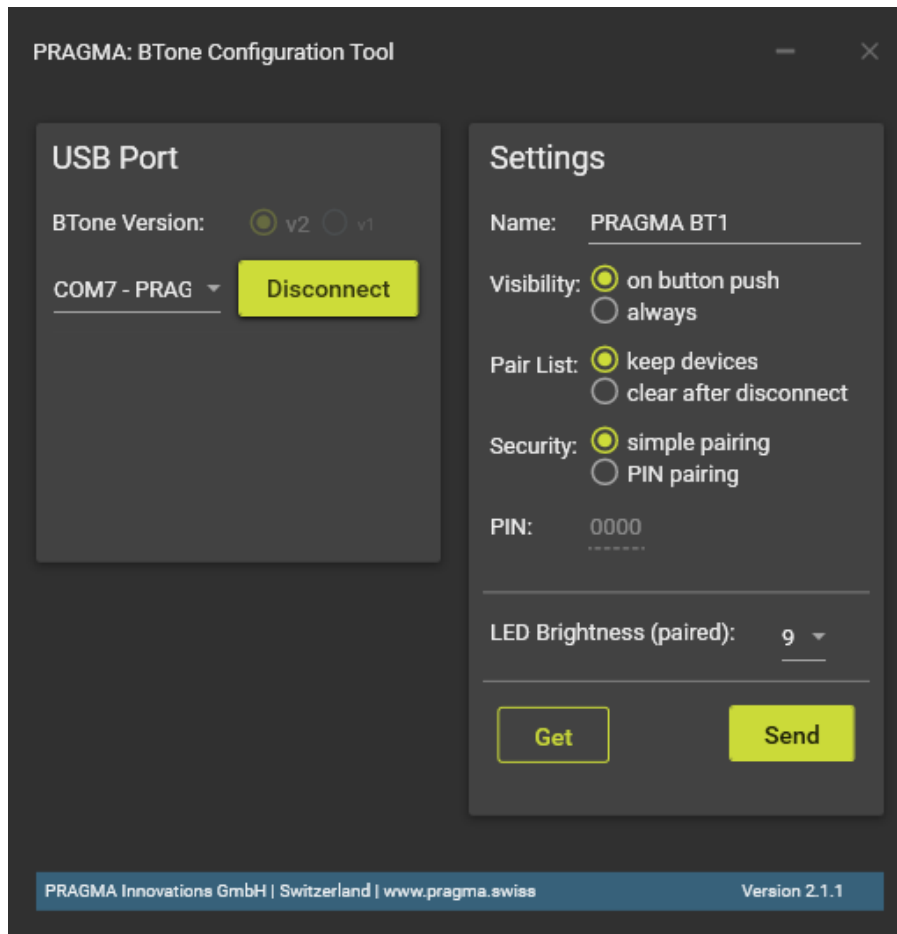 PRAGMA: BTone Configuration Tool
USB Port
BTone Version: v2 v1
COM7 - PRAG Disconnect
Settings
Name: PRAGMA BT1
Visibility: on button push
always
Pair List: keep devices
clear after disconnect
Security: simple pairing
PIN pairing
PIN: 0000
LED Brightness (paired): 9
Get Send
PRAGMA Innovations GmbH | Switzerland | www.pragma.swiss Version 2.1.1